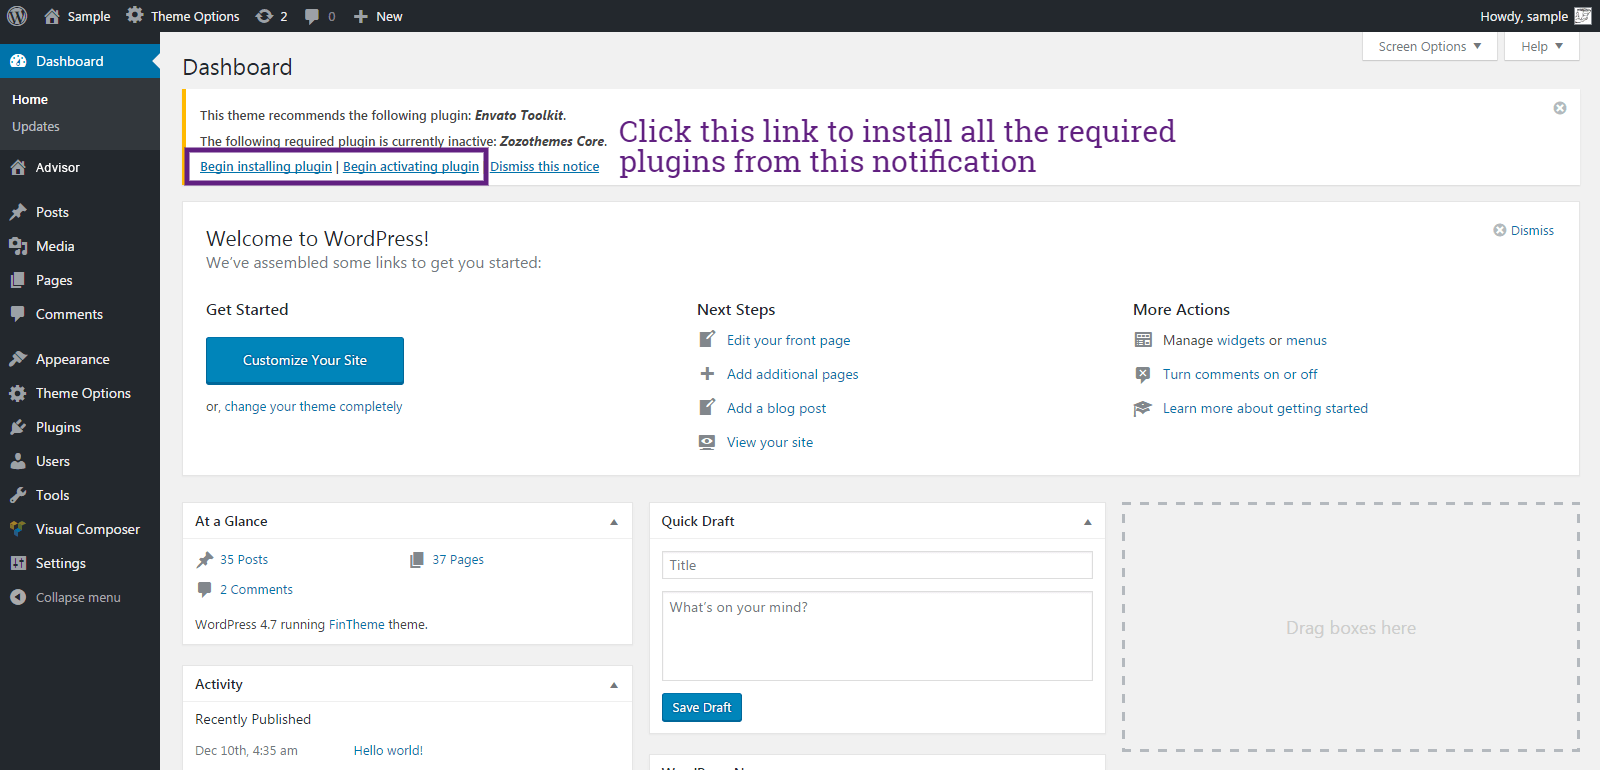 Sample Theme Options 2 0 New Howdy, sample
Screen Options Help
Dashboard
Home
Updates
Advisor
Posts
Media
Pages
Comments
Appearance
Theme Options
Plugins
Users
Tools
Visual Composer
Settings
Collapse menu
Dashboard
This theme recommends the following plugin: Envato Toolkit.
The following required plugin is currently inactive: Zozothemes Core.
Begin installing plugin | Begin activating plugin Dismiss this notice
Click this link to install all the required
plugins from this notification
Welcome to WordPress!
Dismiss
We've assembled some links to get you started:
Get Started
Customize Your Site
or, change your theme completely
Next Steps
Edit your front page
Add additional pages
Add a blog post
View your site
More Actions
Manage widgets or menus
Turn comments on or off
Learn more about getting started
At a Glance
35 Posts 37 Pages
2 Comments
WordPress 4.7 running FinTheme theme.
Activity
Recently Published
Dec 10th, 4:35 am Hello world!
Quick Draft
Title
What's on your mind?
Save Draft
Drag boxes here